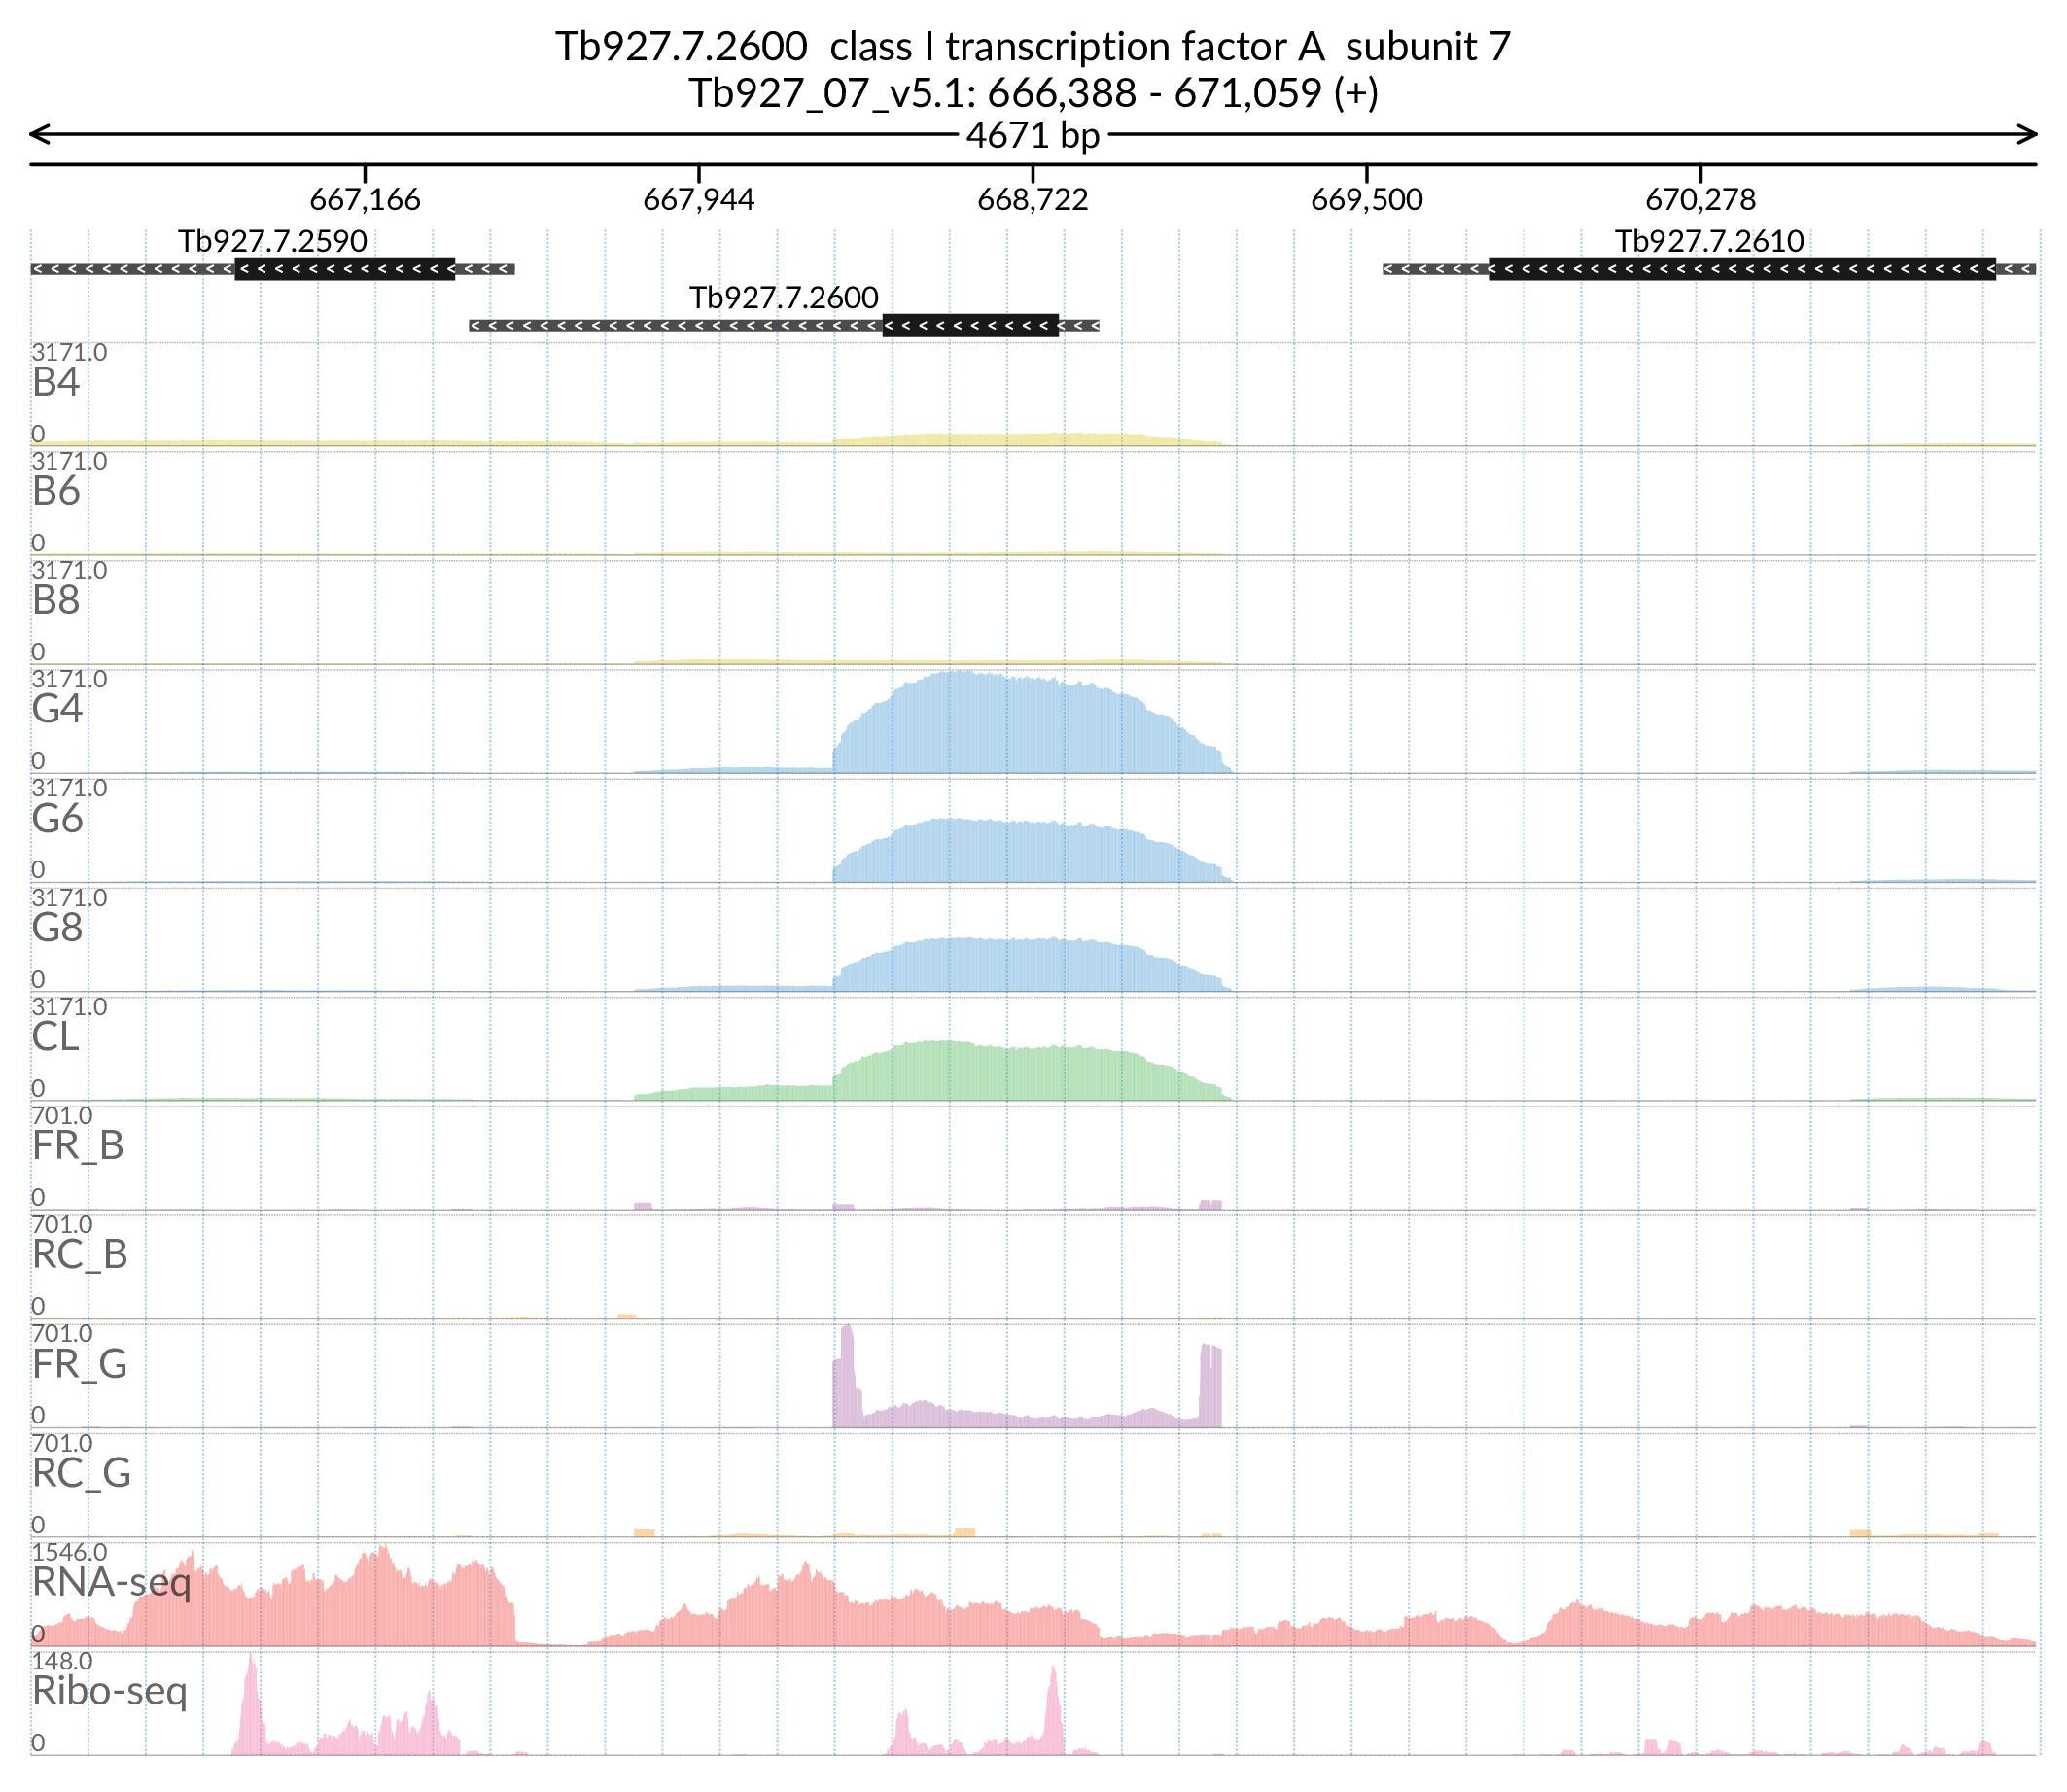 Tb927.7.2600  class I transcription factor A  subunit 7
Tb927_07_v5.1: 666,388 - 671,059 (+)
4671 bp
667,166 667,944 668,722 669,500 670,278
Tb927.7.2590 Tb927.7.2610
Tb927.7.2600
3171.0
B4
0
3171.0
B6
0
3171.0
B8
0
3171.0
G4
0
3171.0
G6
0
3171.0
G8
0
3171.0
CL
0
701.0
FR_B
0
701.0
RC_B
0
701.0
FR_G
0
701.0
RC_G
0
1546.0
RNA-seq
0
148.0
Ribo-seq
0